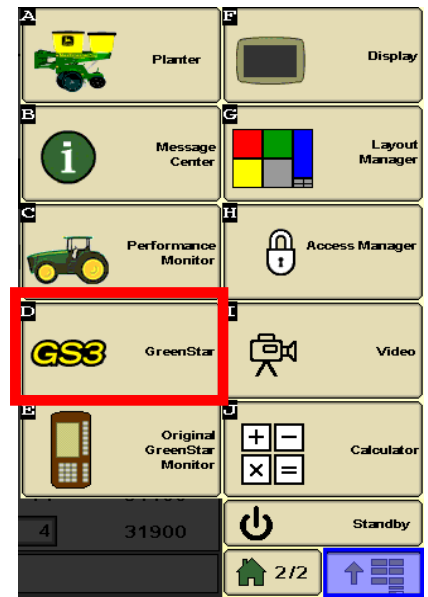 A
Planter
F
Display
B
Message
Center
G
Layout
Manager
C
Performance
Monitor
H
Access Manager
D
GS3
GreenStar
I
Video
E
Original
GreenStar
Monitor
J
Calculator
4
31900
Standby
2/2